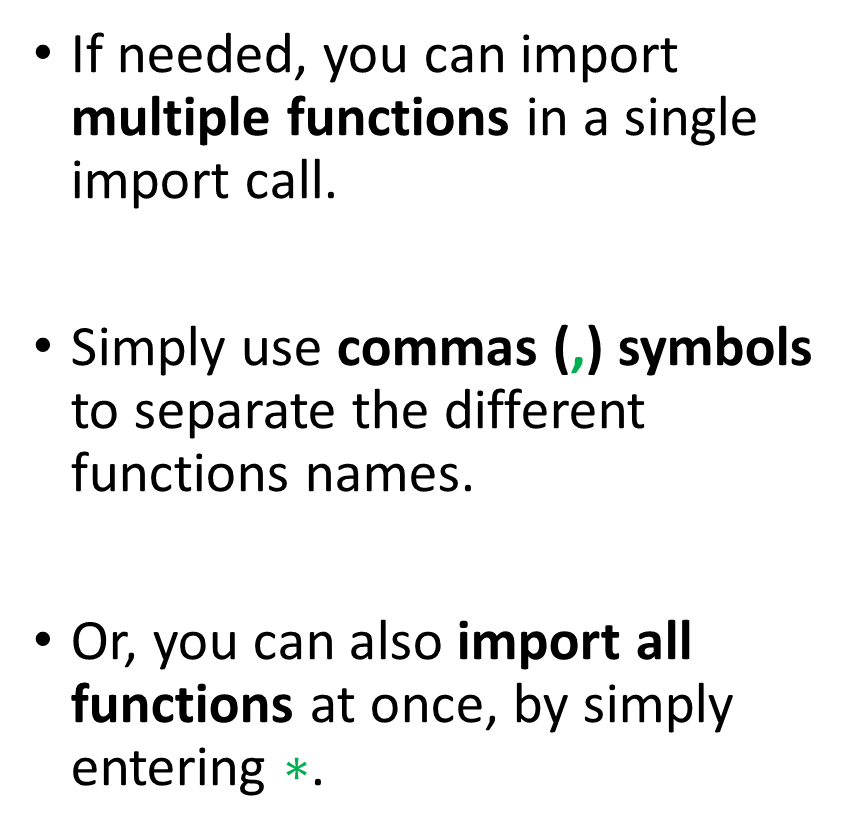 • If needed, you can import
multiple functions in a single
import call.
• Simply use commas (,) symbols
to separate the different
functions names.
• Or, you can also import all
functions at once, by simply
entering *.